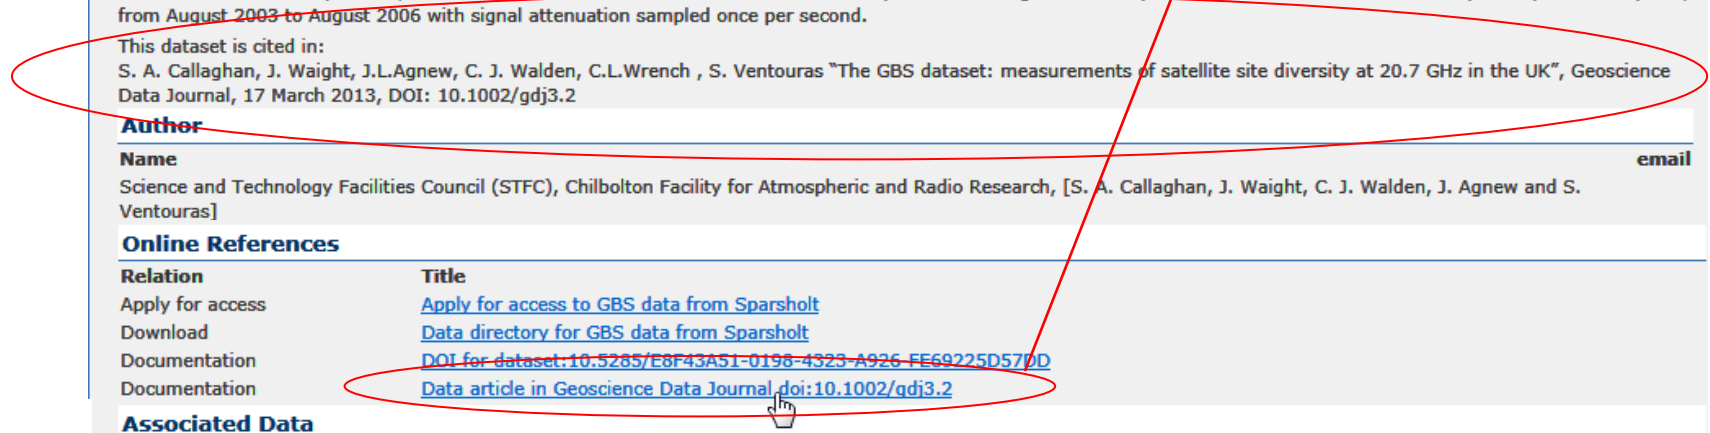 from August 2003 to August 2006 with signal attenuation sampled once per second.
This dataset is cited in:
S. A. Callaghan, J. Waight, J.L.Agnew, C. J. Walden, C.L.Wrench , S. Ventouras “The GBS dataset: measurements of satellite site diversity at 20.7 GHz in the UK”, Geoscience
Data Journal, 17 March 2013, DOI: 10.1002/gdj3.2
Author
Name email
Science and Technology Facilities Council (STFC), Chilbolton Facility for Atmospheric and Radio Research, [S. A. Callaghan, J. Waight, C. J. Walden, J. Agnew and S.
Ventouras]
Online References
Relation Title
Apply for access Apply for access to GBS data from Sparsholt
Download Data directory for GBS data from Sparsholt
Documentation DOI for dataset:10.5285/E8F43A51-0198-4323-A926-FE69225D57DD
Documentation Data article in Geoscience Data Journal doi:10.1002/gdj3.2
Associated Data